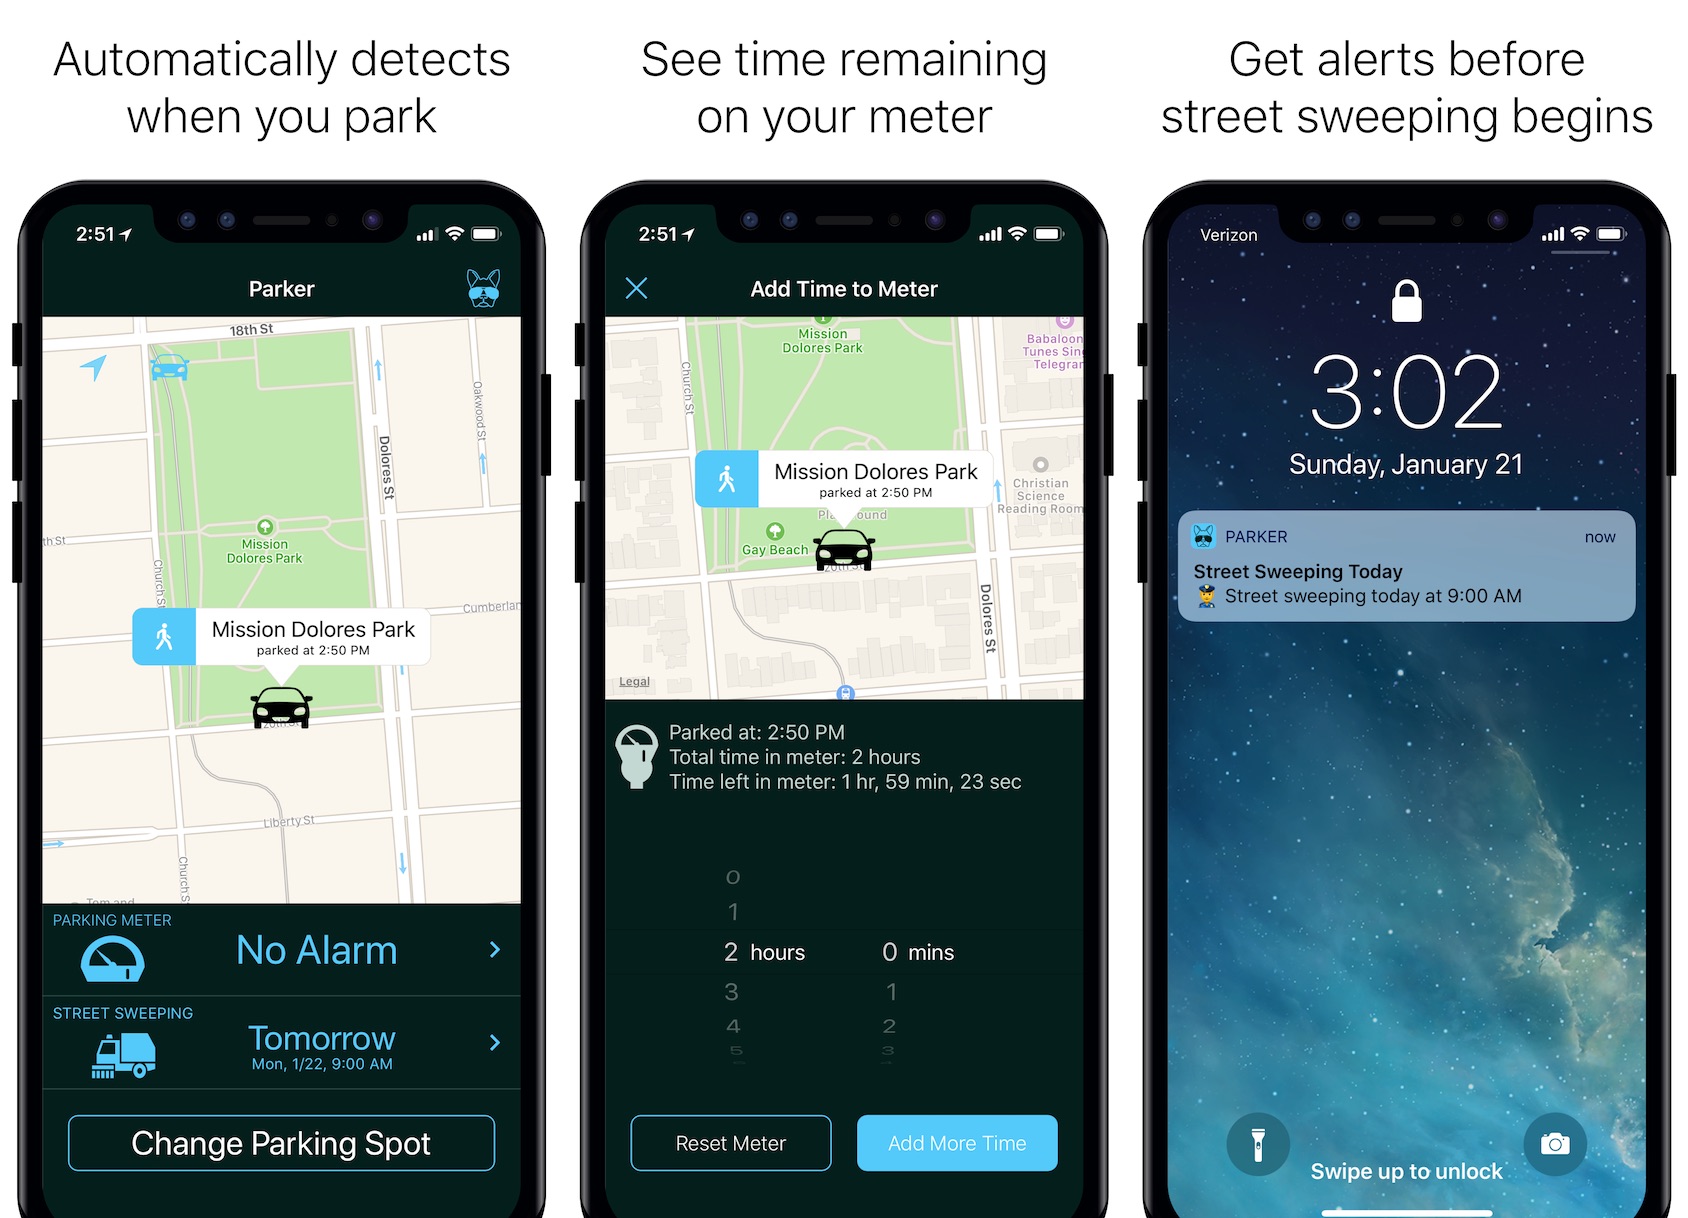 Automatically detects
when you park
2:51
Parker
18th St
Oakwood St
Dolores St
Mission
Dolores Park
th St
Church St
Cumberlan
Mission Dolores Park
parked at 2:50 PM
20th St
Liberty St
Church S
Tom and
PARKING METER
No Alarm
STREET SWEEPING
Tomorrow
Mon, 1/22, 9:00 AM
Change Parking Spot
See time remaining
on your meter
2:51
Add Time to Meter
Mission
Dolores Park
Babaloon
Tunes Sin
Telegra
Church St
Mission Dolores Park
parked at 2:50 PM
Christian
Science
Reading Room
Gay Beach
20th S
Dolores St
Legal
Parked at: 2:50 PM
Total time in meter: 2 hours
Time left in meter: 1 hr, 59 min, 23 sec
0
1
2 hours 0 mins
3 1
4 2
5 3
Reset Meter
Add More Time
Get alerts before
street sweeping begins
Verizon
3:02
Sunday, January 21
PARKER now
Street Sweeping Today
Street sweeping today at 9:00 AM
Swipe up to unlock